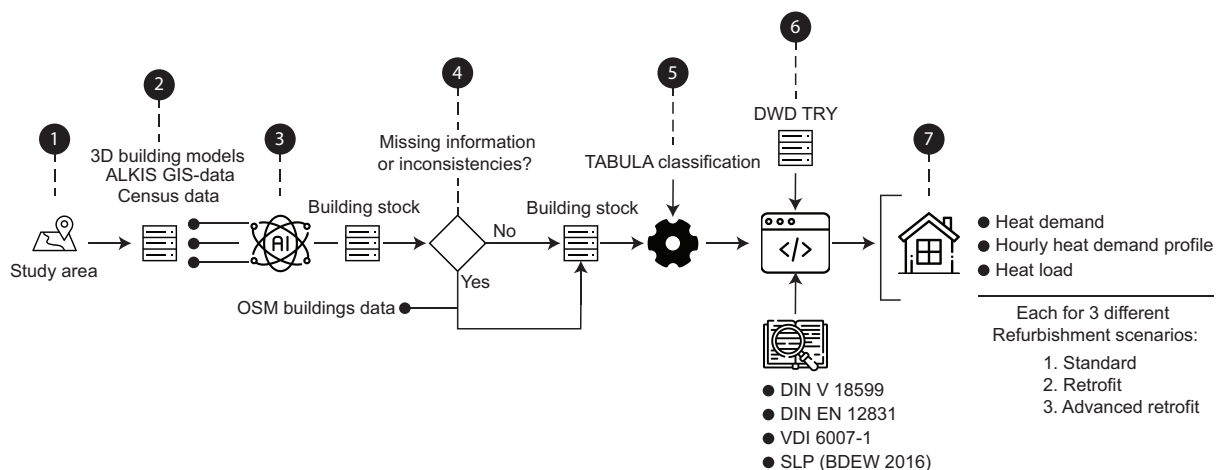 1
Study area
2
3D building models
ALKIS GIS-data
Census data
3
AI
Building stock
4
Missing information
or inconsistencies?
No
Yes
OSM buildings data
Building stock
5
TABULA classification
6
DWD TRY
</>
DIN V 18599
DIN EN 12831
VDI 6007-1
SLP (BDEW 2016)
7
Heat demand
Hourly heat demand profile
Heat load
Each for 3 different
Refurbishment scenarios:
1. Standard
2. Retrofit
3. Advanced retrofit